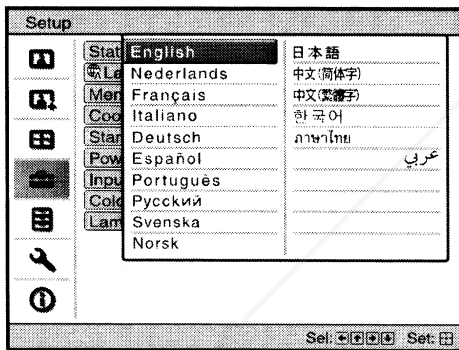 Setup
Stat
Le
Men
Coo
Star
Pow
Inpu
Colo
Lam
English
Nederlands
Français
Italiano
Deutsch
Español
Português
Русский
Svenska
Norsk
日本語
中文(简体字)
中文(繁體字)
한국어
ภาษาไทย
عربي
Sel: Set: